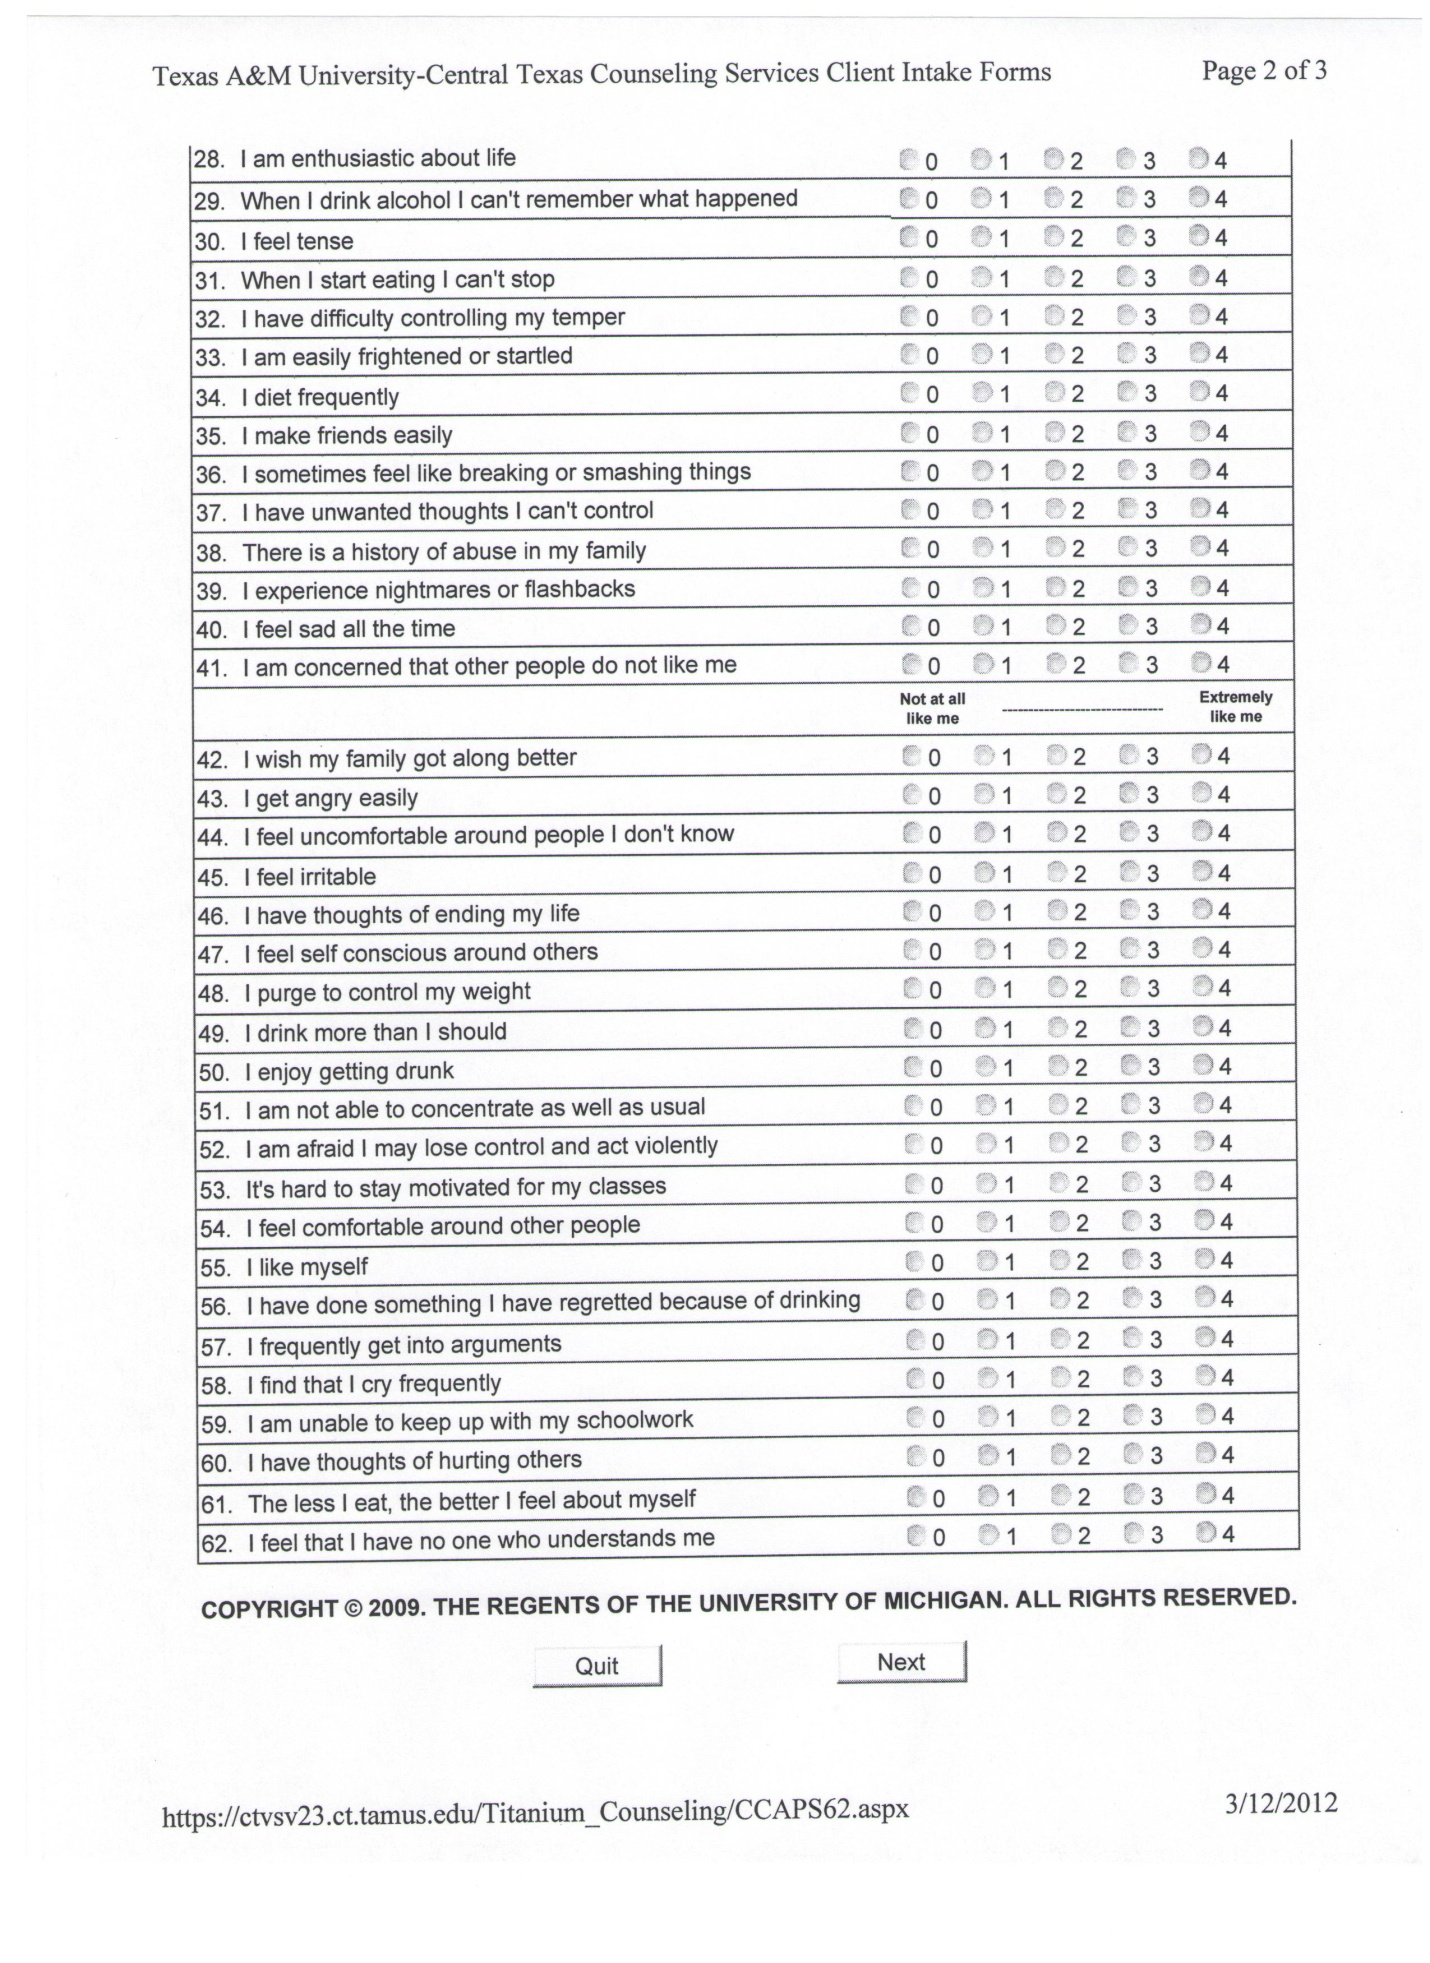 Texas A&M University-Central Texas Counseling Services Client Intake Forms Page 2 of 3
28. I am enthusiastic about life 0 1 2 3 4
29. When I drink alcohol I can't remember what happened 0 1 2 3 4
30. I feel tense 0 1 2 3 4
31. When I start eating I can't stop 0 1 2 3 4
32. I have difficulty controlling my temper 0 1 2 3 4
33. I am easily frightened or startled 0 1 2 3 4
34. I diet frequently 0 1 2 3 4
35. I make friends easily 0 1 2 3 4
36. I sometimes feel like breaking or smashing things 0 1 2 3 4
37. I have unwanted thoughts I can't control 0 1 2 3 4
38. There is a history of abuse in my family 0 1 2 3 4
39. I experience nightmares or flashbacks 0 1 2 3 4
40. I feel sad all the time 0 1 2 3 4
41. I am concerned that other people do not like me 0 1 2 3 4
Not at all ---------------------------- Extremely
like me like me
42. I wish my family got along better 0 1 2 3 4
43. I get angry easily 0 1 2 3 4
44. I feel uncomfortable around people I don't know 0 1 2 3 4
45. I feel irritable 0 1 2 3 4
46. I have thoughts of ending my life 0 1 2 3 4
47. I feel self conscious around others 0 1 2 3 4
48. I purge to control my weight 0 1 2 3 4
49. I drink more than I should 0 1 2 3 4
50. I enjoy getting drunk 0 1 2 3 4
51. I am not able to concentrate as well as usual 0 1 2 3 4
52. I am afraid I may lose control and act violently 0 1 2 3 4
53. It's hard to stay motivated for my classes 0 1 2 3 4
54. I feel comfortable around other people 0 1 2 3 4
55. I like myself 0 1 2 3 4
56. I have done something I have regretted because of drinking 0 1 2 3 4
57. I frequently get into arguments 0 1 2 3 4
58. I find that I cry frequently 0 1 2 3 4
59. I am unable to keep up with my schoolwork 0 1 2 3 4
60. I have thoughts of hurting others 0 1 2 3 4
61. The less I eat, the better I feel about myself 0 1 2 3 4
62. I feel that I have no one who understands me 0 1 2 3 4
COPYRIGHT © 2009. THE REGENTS OF THE UNIVERSITY OF MICHIGAN. ALL RIGHTS RESERVED.
Quit Next
https://ctvsv23.ct.tamus.edu/Titanium_Counseling/CCAPS62.aspx 3/12/2012